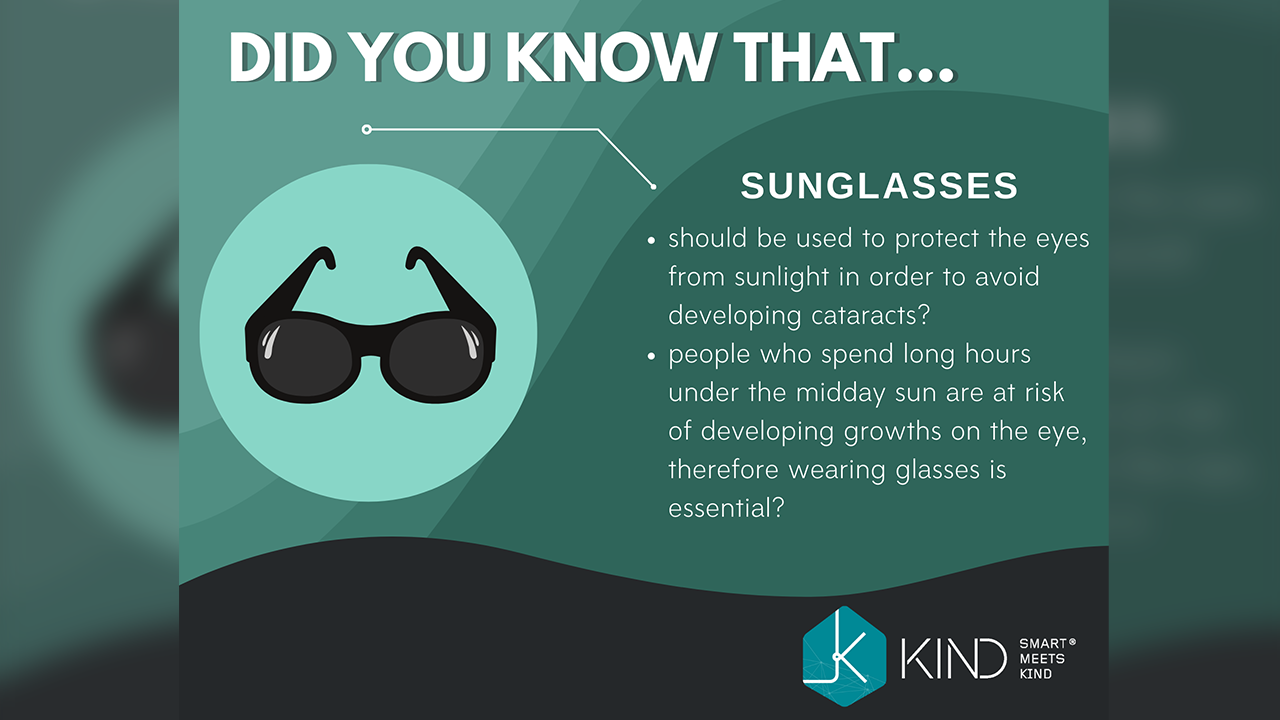 DID YOU KNOW THAT...
SUNGLASSES
• should be used to protect the eyes
from sunlight in order to avoid
developing cataracts?
• people who spend long hours
under the midday sun are at risk
of developing growths on the eye,
therefore wearing glasses is
essential?
K KIND SMART®
MEETS
KIND